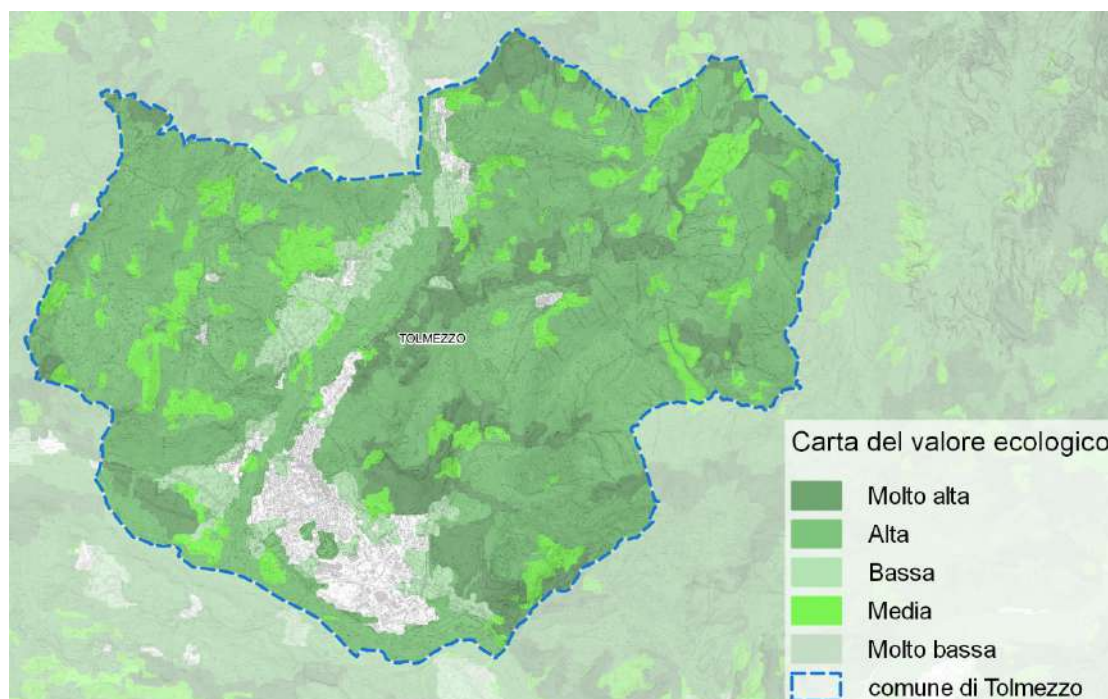 TOLMEZZO
Carta del valore ecologico
Molto alta
Alta
Bassa
Media
Molto bassa
comune di Tolmezzo